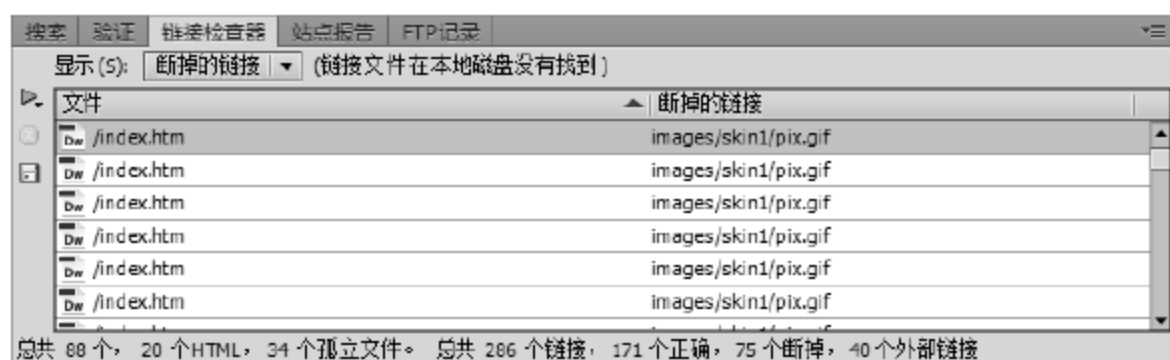 搜索 验证 链接检查器 站点报告 FTP记录
显示(S): 断掉的链接 (链接文件在本地磁盘没有找到)
文件 断掉的链接
Dw /index.htm images/skin1/pix.gif
Dw /index.htm images/skin1/pix.gif
Dw /index.htm images/skin1/pix.gif
Dw /index.htm images/skin1/pix.gif
Dw /index.htm images/skin1/pix.gif
Dw /index.htm images/skin1/pix.gif
总共 88 个, 20 个HTML, 34 个孤立文件。 总共 286 个链接, 171 个正确, 75 个断掉, 40 个外部链接